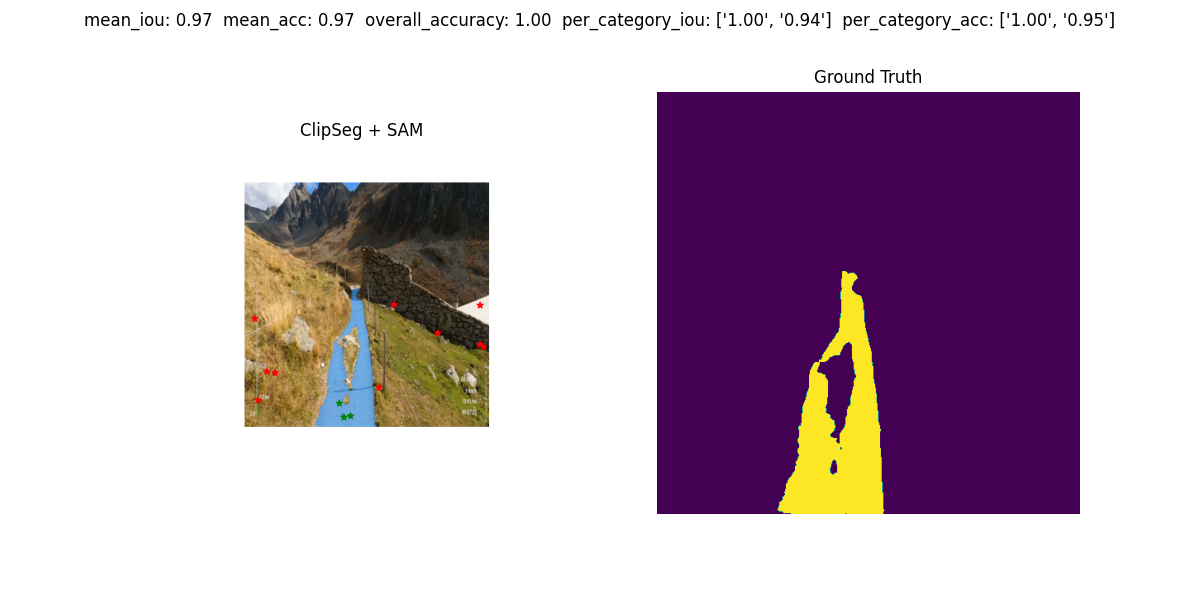 mean_iou: 0.97  mean_acc: 0.97  overall_accuracy: 1.00  per_category_iou: ['1.00', '0.94']  per_category_acc: ['1.00', '0.95']
Ground Truth
ClipSeg + SAM